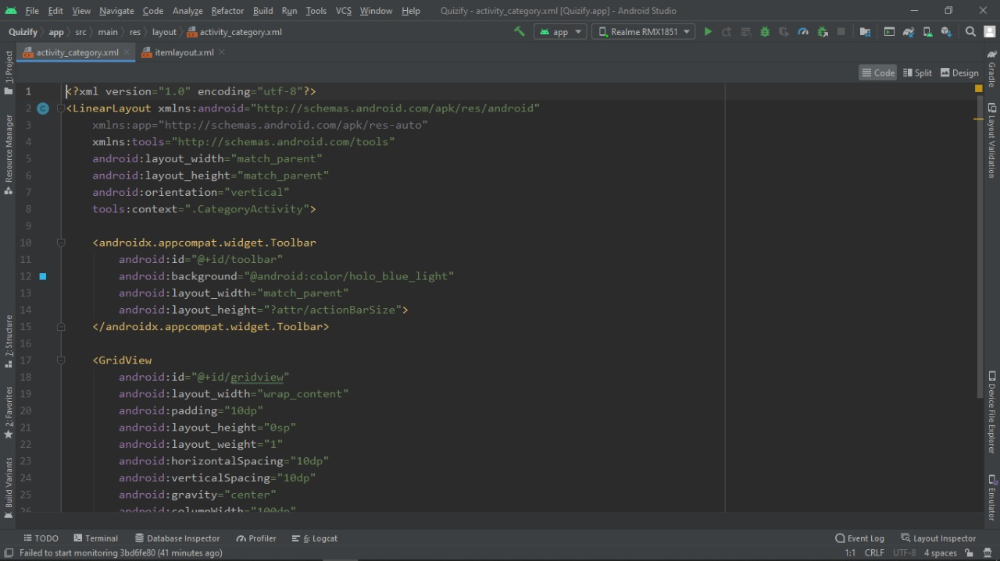 File Edit View Navigate Code Analyze Refactor Build Run Tools VCS Window Help Quizify - activity_category.xml [Quizify.app] - Android Studio
Quizify app src main res layout activity_category.xml app Realme RMX1851
activity_category.xml itemlayout.xml
Code Split Design
1 <?xml version="1.0" encoding="utf-8"?>
2 <LinearLayout xmlns:android="http://schemas.android.com/apk/res/android"
3 xmlns:app="http://schemas.android.com/apk/res-auto"
4 xmlns:tools="http://schemas.android.com/tools"
5 android:layout_width="match_parent"
6 android:layout_height="match_parent"
7 android:orientation="vertical"
8 tools:context=".CategoryActivity">
9
10 <androidx.appcompat.widget.Toolbar
11 android:id="@+id/toolbar"
12 android:background="@android:color/holo_blue_light"
13 android:layout_width="match_parent"
14 android:layout_height="?attr/actionBarSize">
15 </androidx.appcompat.widget.Toolbar>
16
17 <GridView
18 android:id="@+id/gridview"
19 android:layout_width="wrap_content"
20 android:padding="10dp"
21 android:layout_height="0sp"
22 android:layout_weight="1"
23 android:horizontalSpacing="10dp"
24 android:verticalSpacing="10dp"
25 android:gravity="center"
26 android:columnWidth="100dp"
1: Project
Resource Manager
7: Structure
2: Favorites
Build Variants
Gradle
Layout Validation
Device File Explorer
Emulator
TODO Terminal Database Inspector Profiler 6: Logcat Event Log Layout Inspector
Failed to start monitoring 3bd6fe80 (41 minutes ago) 1:1 CRLF UTF-8 4 spaces